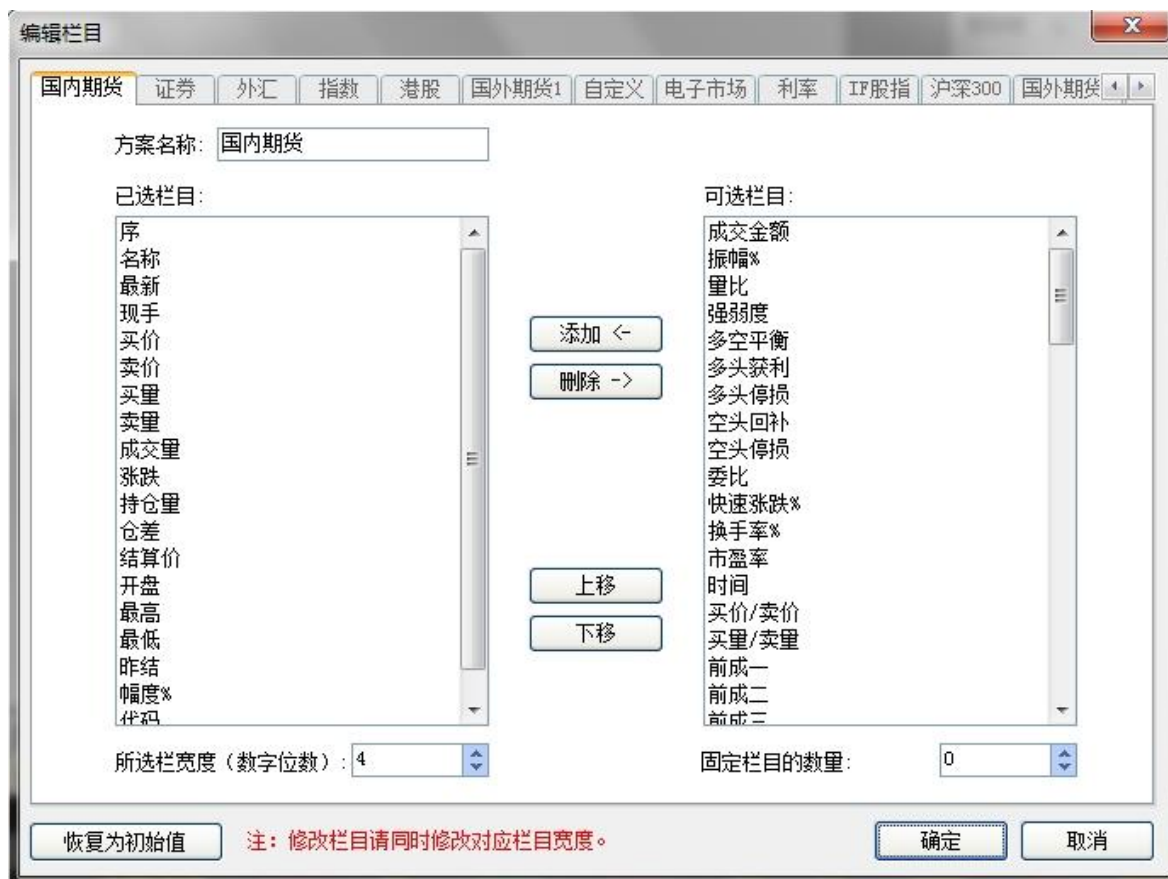 编辑栏目
国内期货 证券 外汇 指数 港股 国外期货1 自定义 电子市场 利率 IF股指 沪深300 国外期货
方案名称: 国内期货
已选栏目:
序
名称
最新
现手
买价
卖价
买量
卖量
成交量
涨跌
持仓量
仓差
结算价
开盘
最高
最低
昨结
幅度%
代码
添加 <-
删除 ->
上移
下移
可选栏目:
成交金额
振幅%
量比
强弱度
多空平衡
多头获利
多头停损
空头回补
空头停损
委比
快速涨跌%
换手率%
市盈率
时间
买价/卖价
买量/卖量
前成一
前成二
前成三
所选栏宽度（数字位数）: 4
固定栏目的数量: 0
恢复为初始值 注: 修改栏目请同时修改对应栏目宽度。 确定 取消